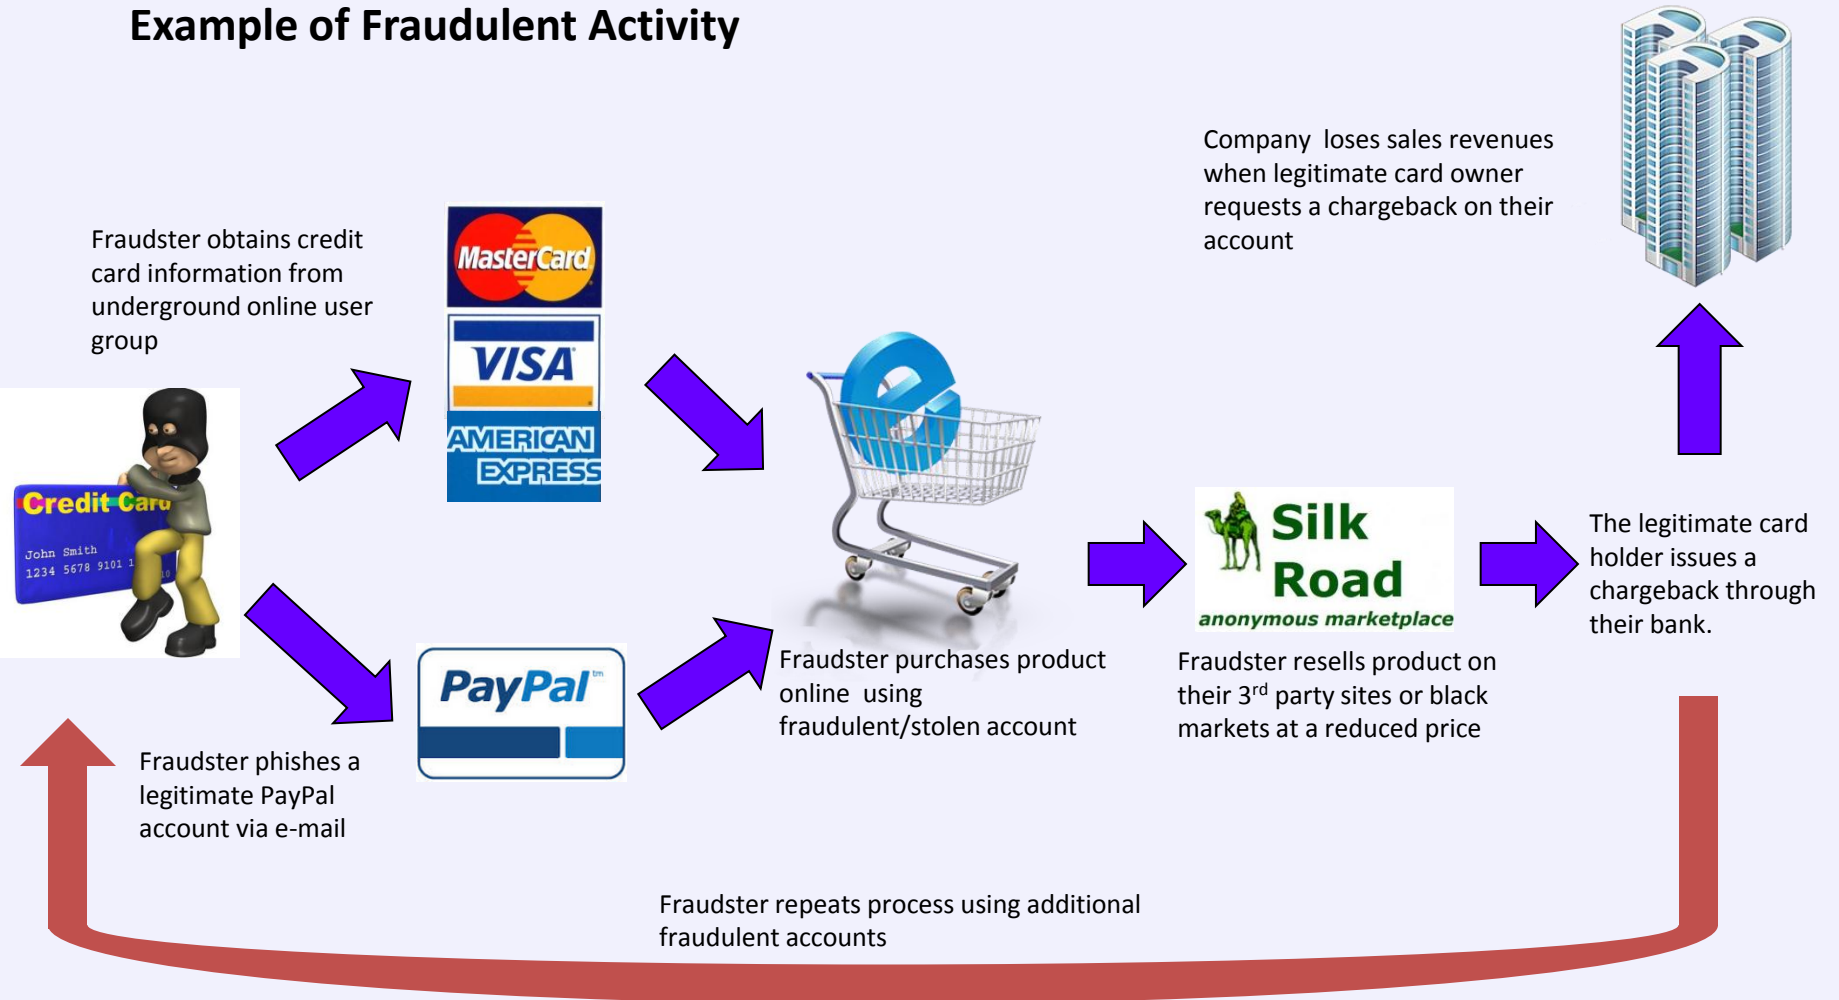 Example of Fraudulent Activity
Company loses sales revenues
when legitimate card owner
requests a chargeback on their
account
Fraudster obtains credit
card information from
underground online user
group
MasterCard
VISA
AMERICAN
EXPRESS
Credit Card
John Smith
1234 5678 9101 1
10
e
Silk
Road
anonymous marketplace
The legitimate card
holder issues a
chargeback through
their bank.
PayPal™
Fraudster purchases product
online using
fraudulent/stolen account
Fraudster resells product on
their 3rd party sites or black
markets at a reduced price
Fraudster phishes a
legitimate PayPal
account via e-mail
Fraudster repeats process using additional
fraudulent accounts